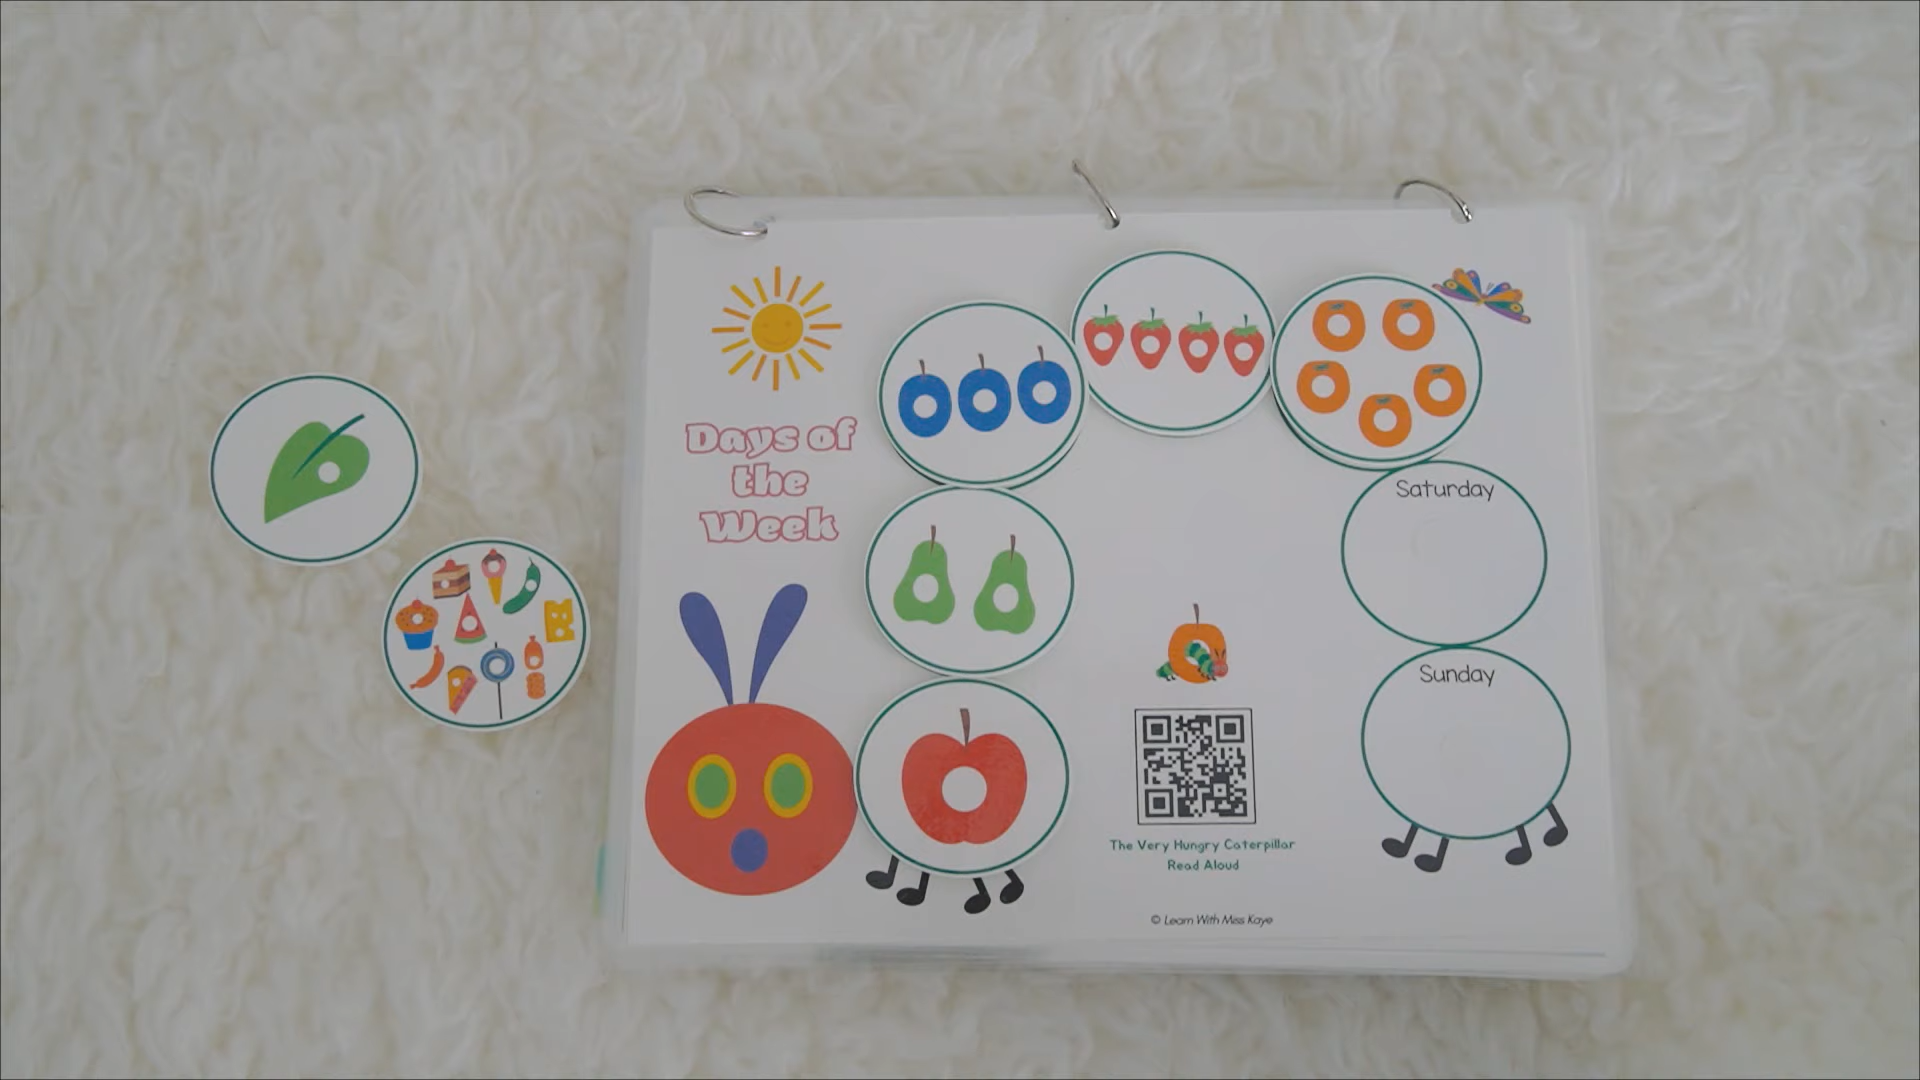 Days of
the
Week
Saturday
Sunday
The Very Hungry Caterpillar
Read Aloud
© Learn With Miss Kaye